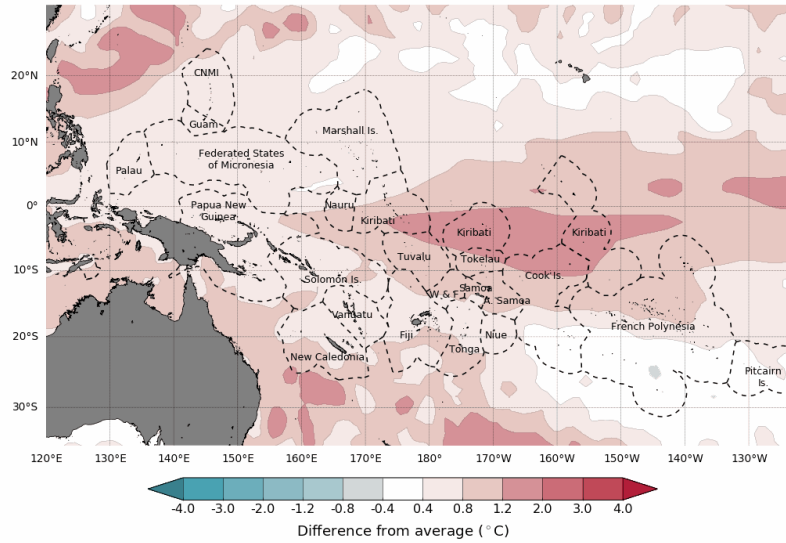 20°N
10°N
0°
10°S
20°S
30°S
CNMI
Guam
Marshall Is.
Palau
Federated States
of Micronesia
Papua New
Guinea
Nauru
Kiribati
Kiribati
Kiribati
Tuvalu
Tokelau
Cook Is.
Solomon Is.
Samoa
W & F
A. Samoa
Vanuatu
Fiji
Niue
French Polynesia
New Caledonia
Tonga
Pitcairn
Is.
120°E 130°E 140°E 150°E 160°E 170°E 180° 170°W 160°W 150°W 140°W 130°W
-4.0 -3.0 -2.0 -1.2 -0.8 -0.4 0.4 0.8 1.2 2.0 3.0 4.0
Difference from average (°C)